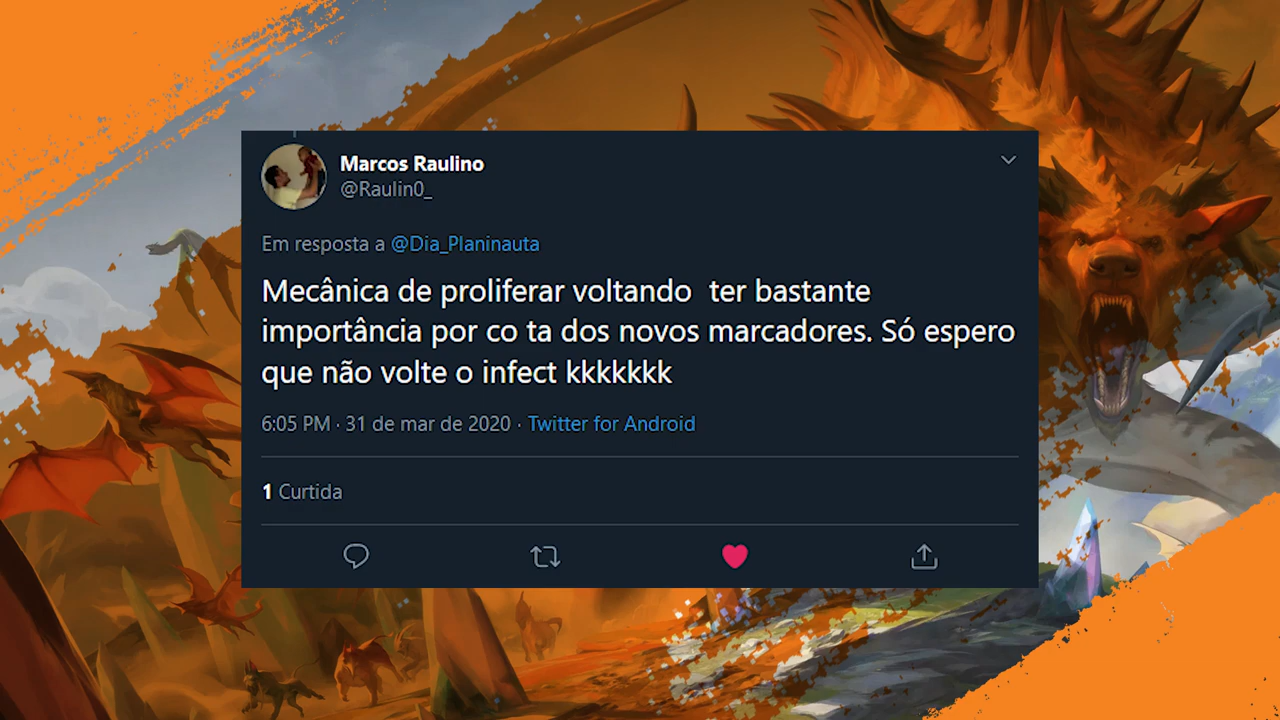 Marcos Raulino
@Raulin0_
Em resposta a @Dia_Planinauta
Mecânica de proliferar voltando  ter bastante
importância por co ta dos novos marcadores. Só espero
que não volte o infect kkkkkkk
6:05 PM · 31 de mar de 2020 · Twitter for Android
1 Curtida